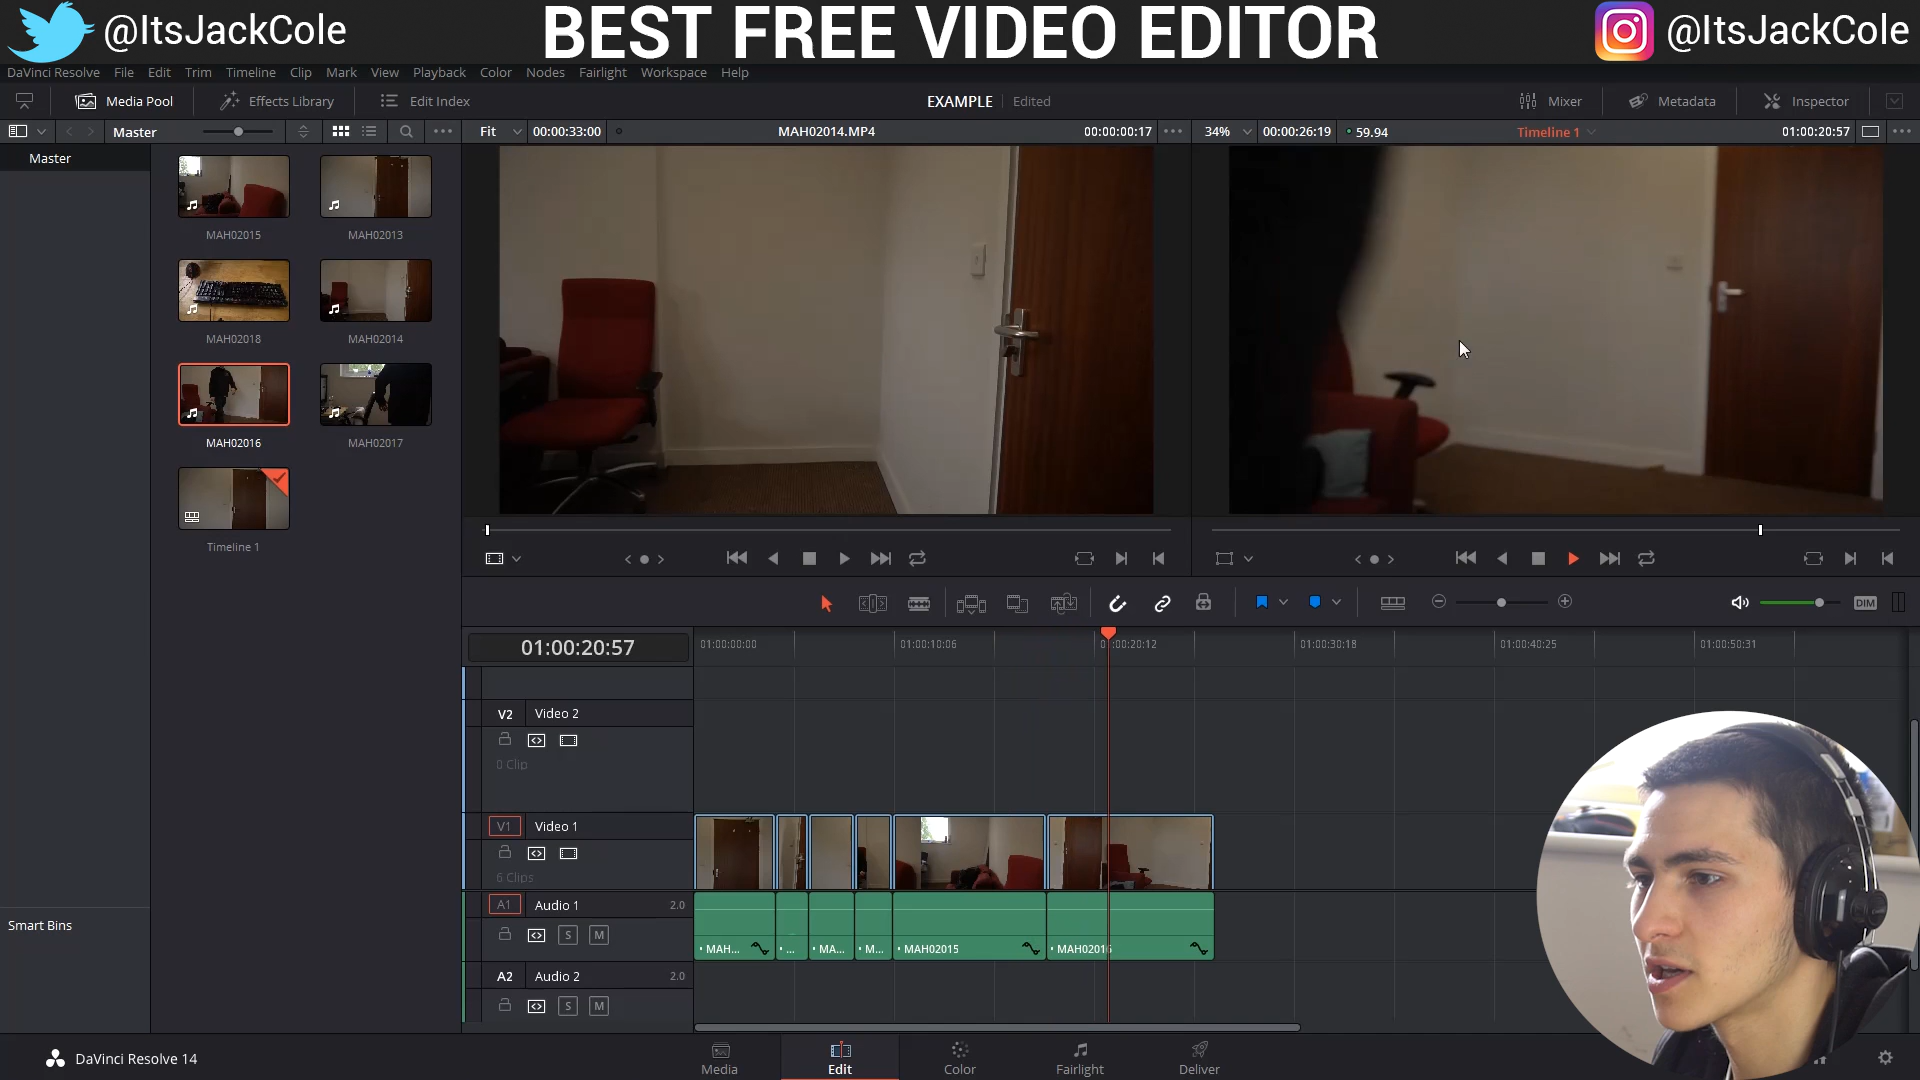 @ItsJackCole
BEST FREE VIDEO EDITOR
@ItsJackCole
DaVinci Resolve File Edit Trim Timeline Clip Mark View Playback Color Nodes Fairlight Workspace Help
Media Pool Effects Library Edit Index EXAMPLE Edited Mixer Metadata Inspector
Master Fit 00:00:33:00 MAH02014.MP4 00:00:00:17 34% 00:00:26:19 59.94 Timeline 1 01:00:20:57
Master
MAH02015 MAH02013
MAH02018 MAH02014
MAH02016 MAH02017
Timeline 1
DIM
01:00:20:57 01:00:00:00 01:00:10:06 01:00:20:12 01:00:30:18 01:00:40:25 01:00:50:31
V2 Video 2
0 Clip
V1 Video 1
6 Clips
A1 Audio 1 2.0
S M
MAH... ... MA... M... MAH02015 MAH02016
A2 Audio 2 2.0
S M
Smart Bins
DaVinci Resolve 14
Media Edit Color Fairlight Deliver